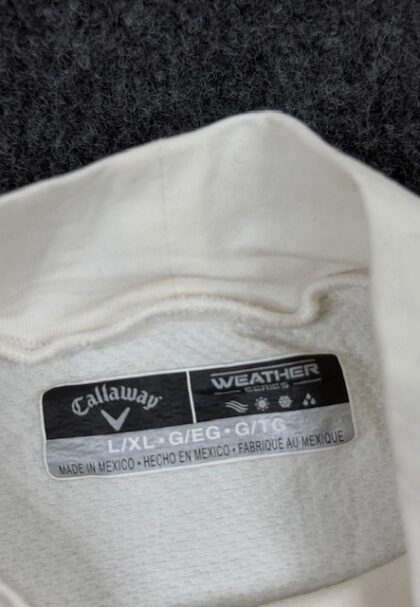 Callaway
WEATHER
SERIES
L/XL • G/EG • G/TG
MADE IN MEXICO • HECHO EN MEXICO • FABRIQUÉ AU MEXIQUE